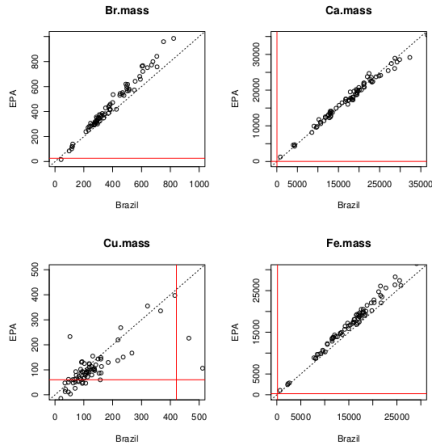 Br.mass
EPA
800
600
400
200
0
0 200 400 600 800 1000
Brazil
Ca.mass
EPA
30000
20000
10000
0
0 5000 15000 25000 35000
Brazil
Cu.mass
EPA
500
400
300
200
100
0
0 100 200 300 400 500
Brazil
Fe.mass
EPA
25000
15000
5000
0
0 5000 15000 25000
Brazil